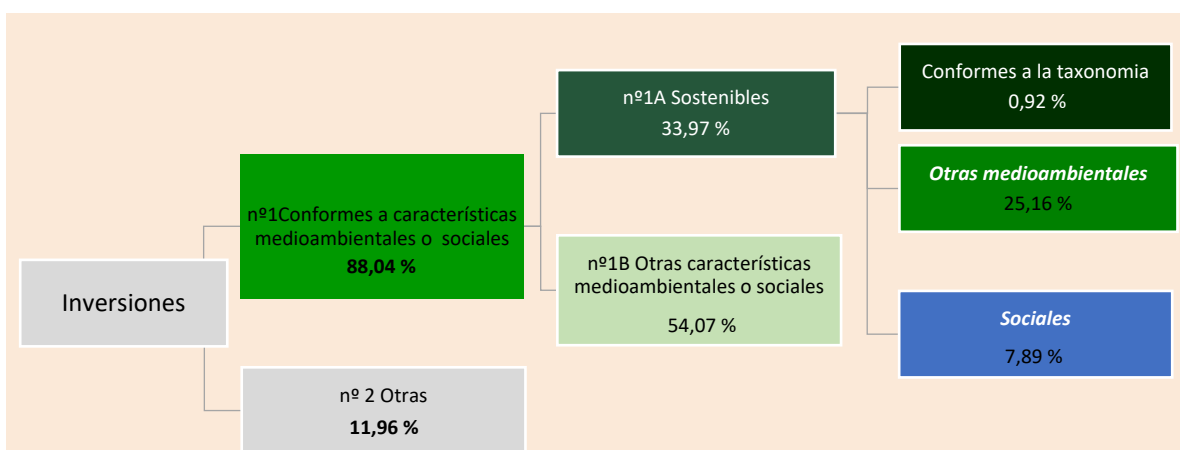 Inversiones
nº1Conformes a características
medioambientales o sociales
88,04 %
nº 2 Otras
11,96 %
nº1A Sostenibles
33,97 %
nº1B Otras características
medioambientales o sociales
54,07 %
Conformes a la taxonomia
0,92 %
Otras medioambientales
25,16 %
Sociales
7,89 %